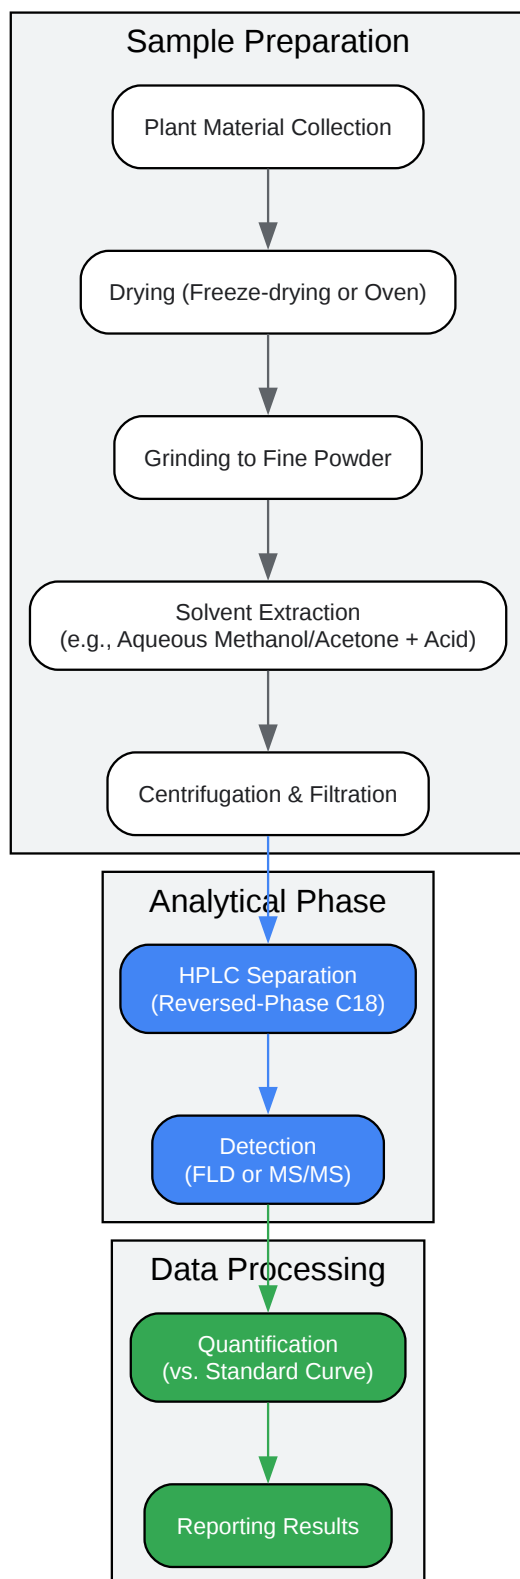 Sample Preparation
Plant Material Collection
Drying (Freeze-drying or Oven)
Grinding to Fine Powder
Solvent Extraction
(e.g., Aqueous Methanol/Acetone + Acid)
Centrifugation & Filtration
Analytical Phase
HPLC Separation
(Reversed-Phase C18)
Detection
(FLD or MS/MS)
Data Processing
Quantification
(vs. Standard Curve)
Reporting Results